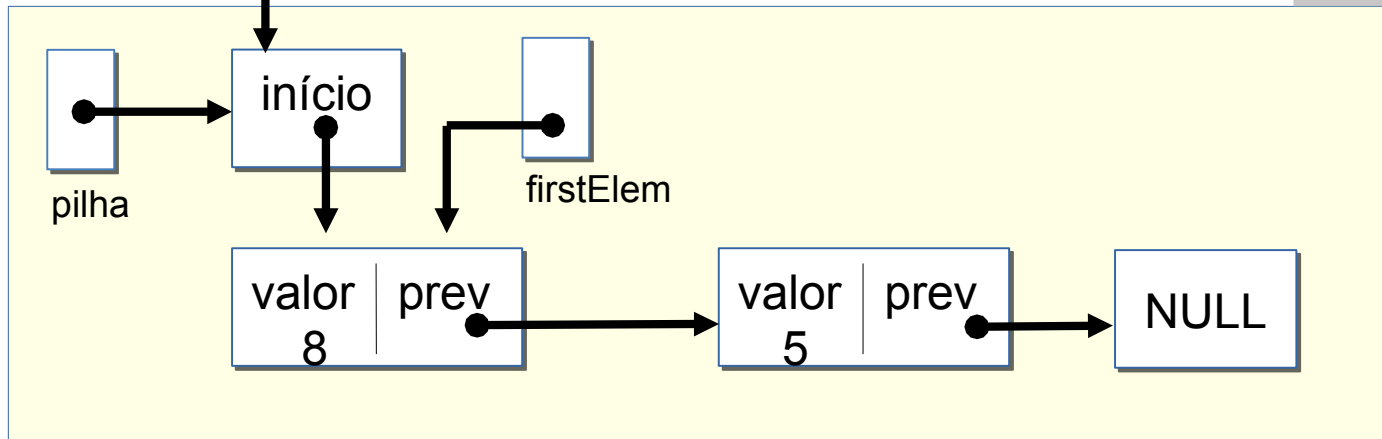 início
pilha
firstElem
valor prev
8
valor prev
5
NULL